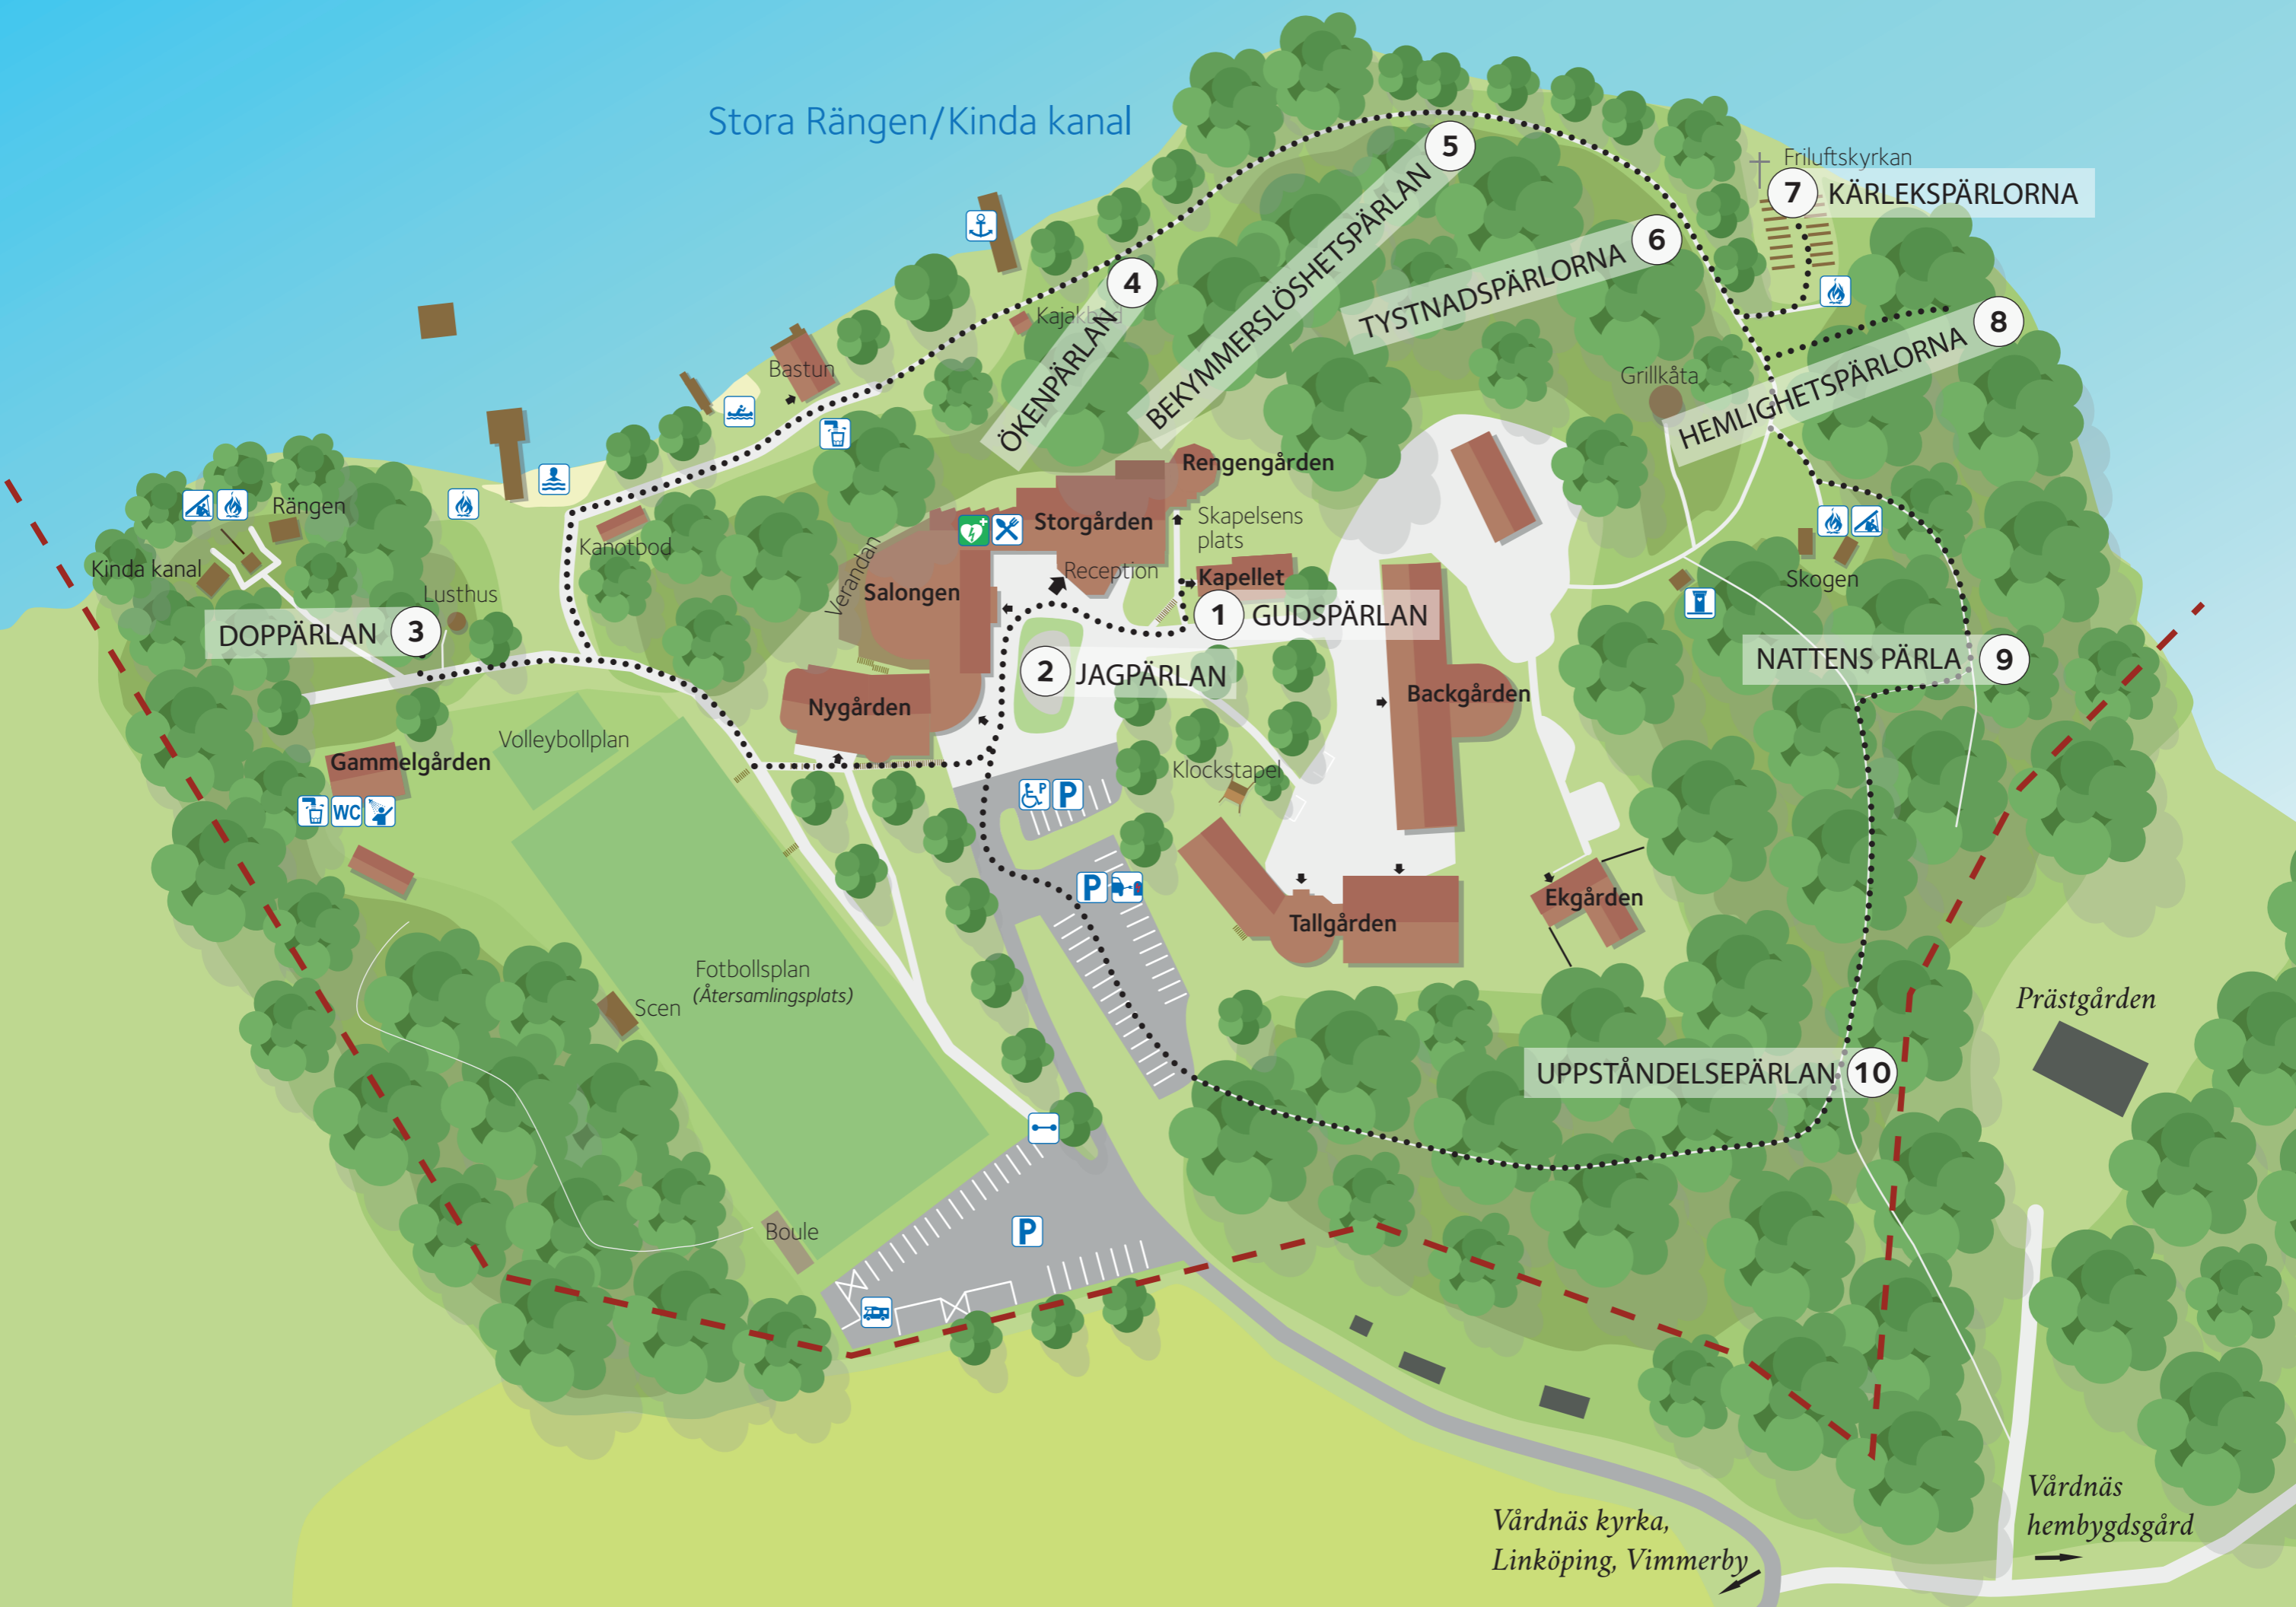 Stora Rängen/Kinda kanal
5
Friluftskyrkan
7 KÄRLEKSPÄRLORNA
6
4
BEKYMMERSLÖSHETSPÄRLAN
TYSTNADSPÄRLORNA
8
HEMLIGHETSPÄRLORNA
Kajakbod
ÖKENPÄRLAN
Bastun
Grillkåta
Rengengården
Rängen
Storgården
Skapelsens
plats
Kanotbod
Verandan
Reception
Kapellet
Kinda kanal
Lusthus
Salongen
Skogen
DOPPÄRLAN 3
1 GUDSPÄRLAN
2 JAGPÄRLAN
NATTENS PÄRLA 9
Nygården
Backgården
Volleybollplan
Gammelgården
Klockstapel
P
P
WC
P
Ekgården
Tallgården
Fotbollsplan
(Återsamlingsplats)
Scen
Prästgården
UPPSTÅNDELSEPÄRLAN 10
Boule
P
Vårdnäs
hembygdsgård
Vårdnäs kyrka,
Linköping, Vimmerby